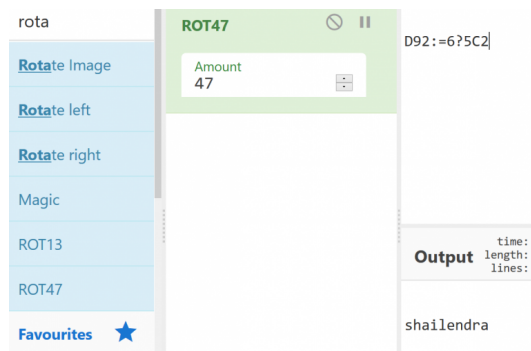 rota
Rotate Image
Rotate left
Rotate right
Magic
ROT13
ROT47
Favourites
ROT47
Amount
47
D92:=6?5C2
Output
time:
length:
lines:
shailendra